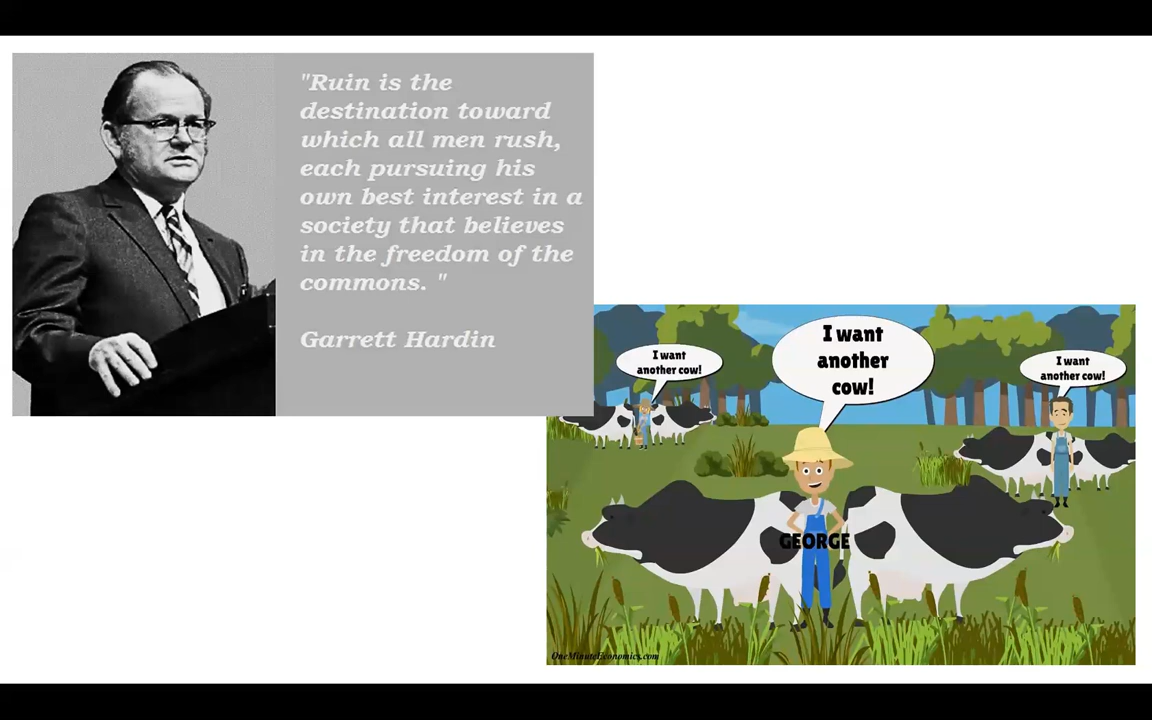 "Ruin is the
destination toward
which all men rush,
each pursuing his
own best interest in a
society that believes
in the freedom of the
commons. "
Garrett Hardin
I want
another
cow!
I want
another cow!
I want
another cow!
GEORGE
OneMinuteEconomics.com